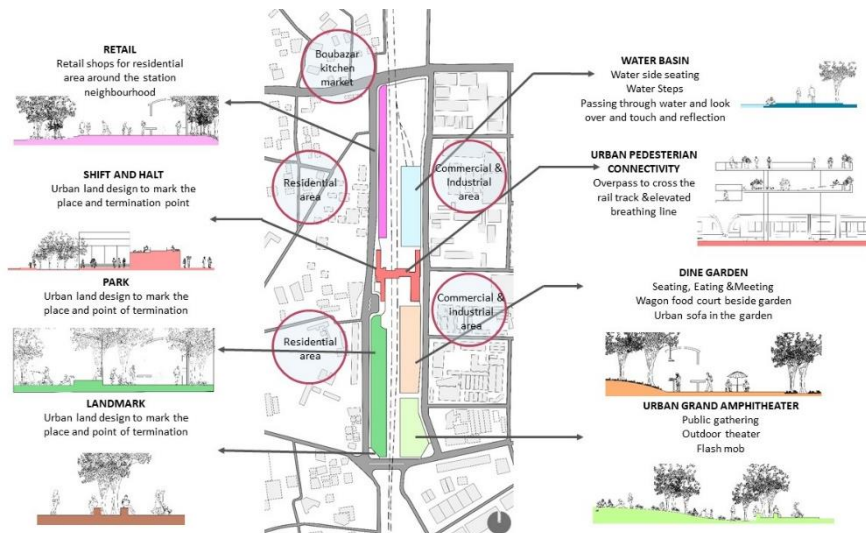 RETAIL
Retail shops for residential
area around the station
neighbourhood
SHIFT AND HALT
Urban land design to mark the
place and termination point
PARK
Urban land design to mark the
place and point of termination
LANDMARK
Urban land design to mark the
place and point of termination
Boubazar
kitchen
market
Residential
area
Commercial &
Industrial
area
Commercial &
industrial
area
Residential
area
WATER BASIN
Water side seating
Water Steps
Passing through water and look
over and touch and reflection
URBAN PEDESTERIAN
CONNECTIVITY
Overpass to cross the
rail track &elevated
breathing line
DINE GARDEN
Seating, Eating &Meeting
Wagon food court beside garden
Urban sofa in the garden
URBAN GRAND AMPHITHEATER
Public gathering
Outdoor theater
Flash mob